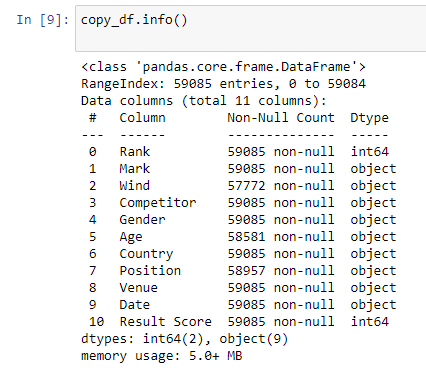 In [9]: copy_df.info()
<class 'pandas.core.frame.DataFrame'>
RangeIndex: 59085 entries, 0 to 59084
Data columns (total 11 columns):
 #   Column        Non-Null Count  Dtype
---  ------        --------------  -----
 0   Rank          59085 non-null  int64
 1   Mark          59085 non-null  object
 2   Wind          57772 non-null  object
 3   Competitor    59085 non-null  object
 4   Gender        59085 non-null  object
 5   Age           58581 non-null  object
 6   Country       59085 non-null  object
 7   Position      58957 non-null  object
 8   Venue         59085 non-null  object
 9   Date          59085 non-null  object
 10  Result Score  59085 non-null  int64
dtypes: int64(2), object(9)
memory usage: 5.0+ MB